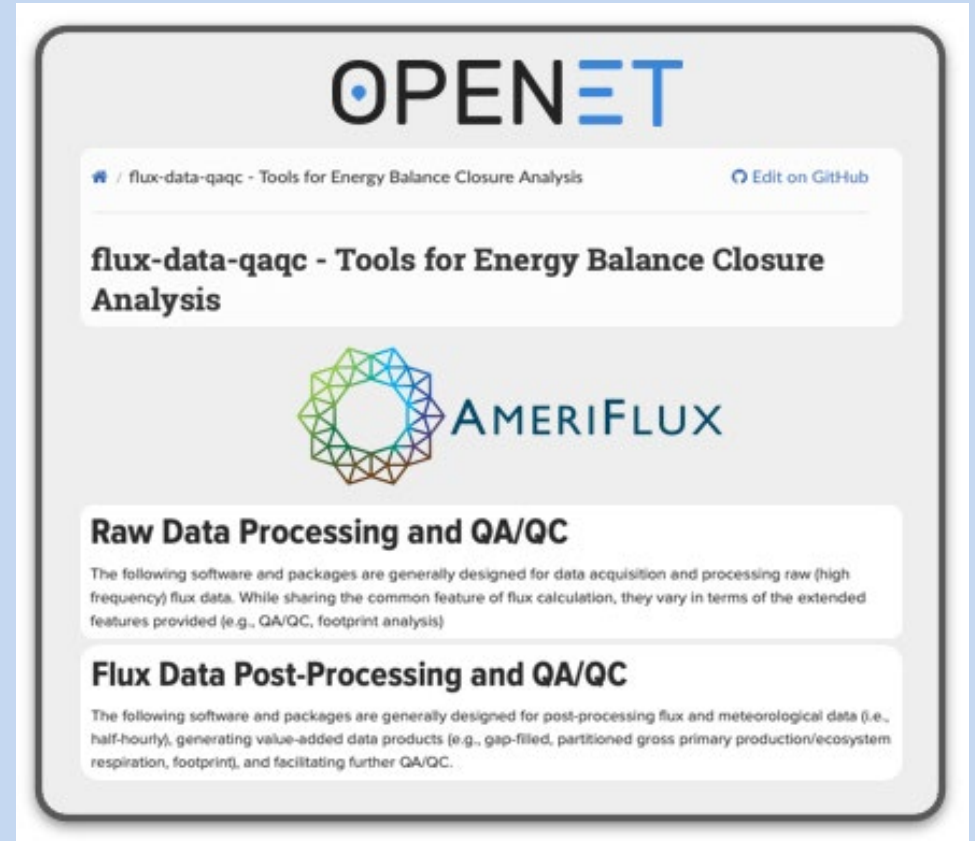 OPENET
/ flux-data-qaqc - Tools for Energy Balance Closure Analysis
Edit on GitHub
flux-data-qaqc - Tools for Energy Balance Closure
Analysis
AMERIFLUX
Raw Data Processing and QA/QC
The following software and packages are generally designed for data acquisition and processing raw (high
frequency) flux data. While sharing the common feature of flux calculation, they vary in terms of the extended
features provided (e.g., QA/QC, footprint analysis)
Flux Data Post-Processing and QA/QC
The following software and packages are generally designed for post-processing flux and meteorological data (i.e.,
half-hourly), generating value-added data products (e.g., gap-filled, partitioned gross primary production/ecosystem
respiration, footprint), and facilitating further QA/QC.